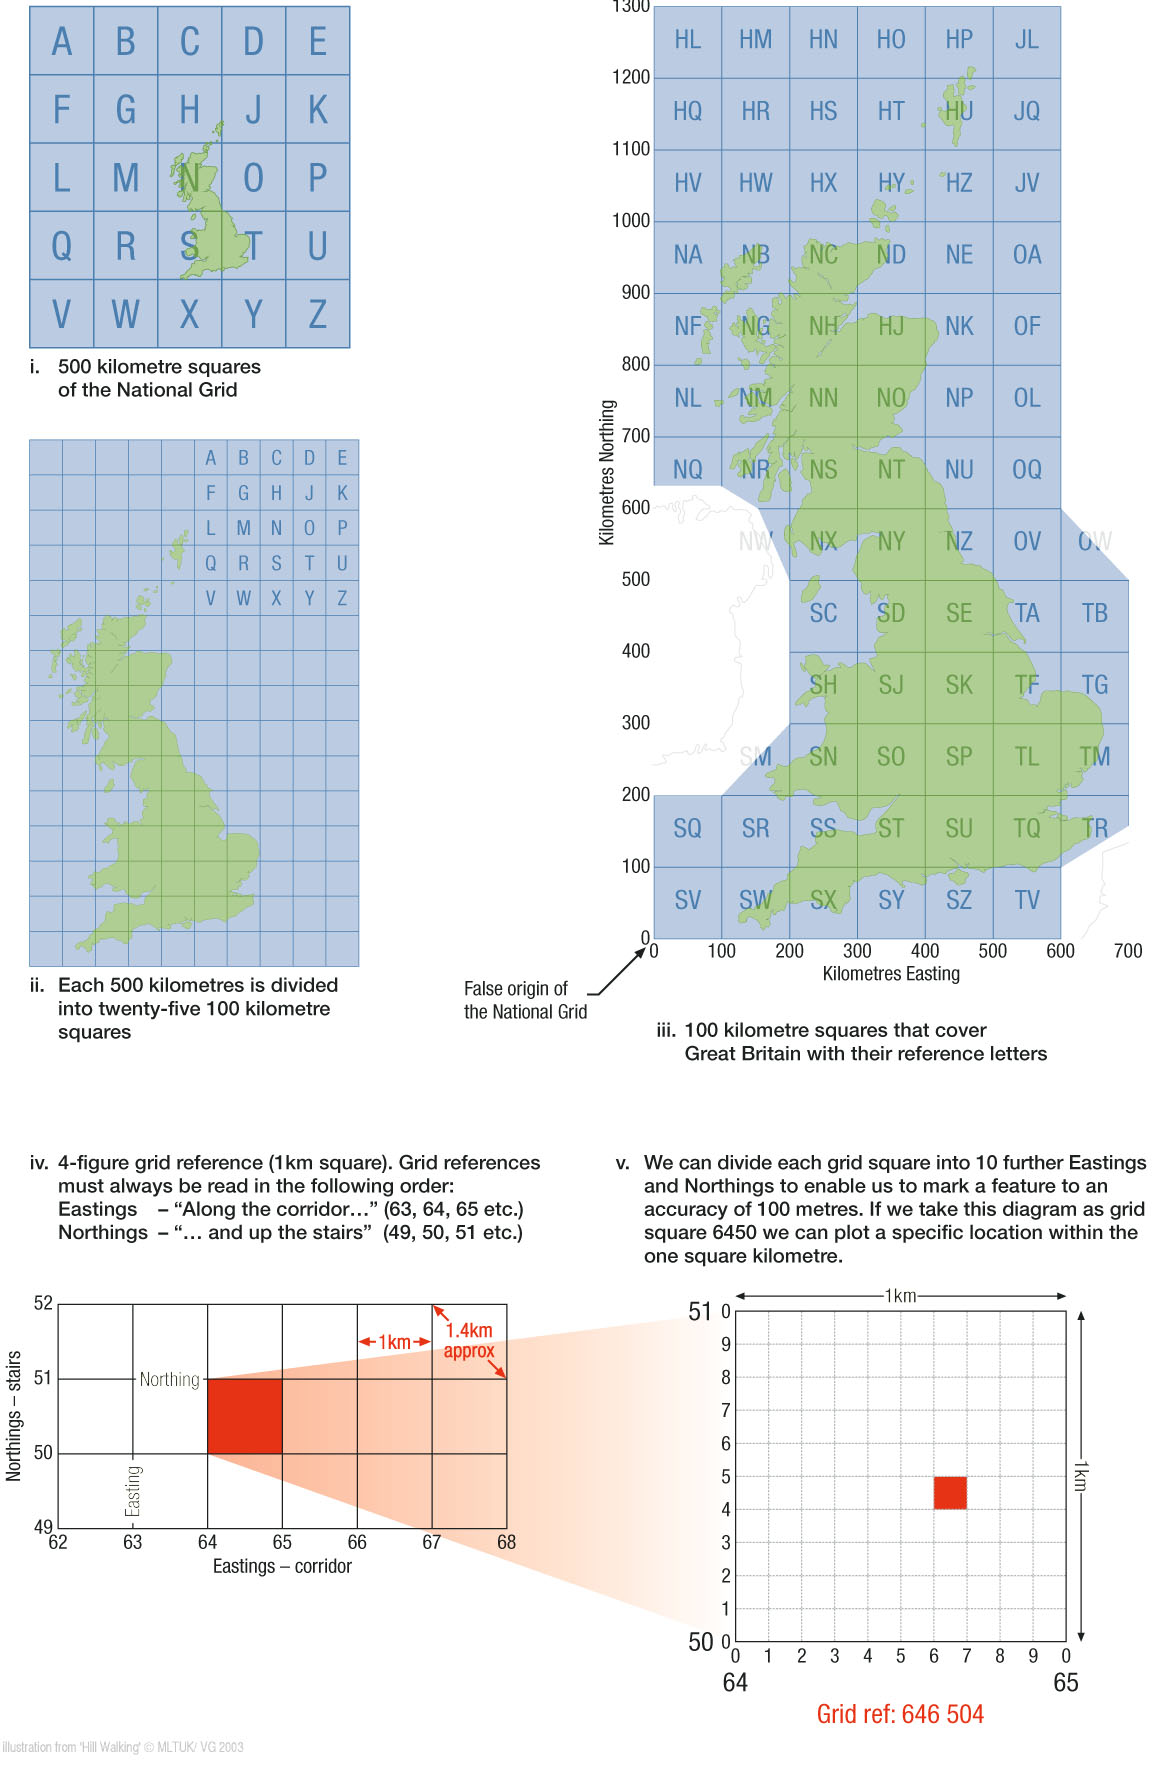 A B C D E
F G H J K
L M N O P
Q R S T U
V W X Y Z
i. 500 kilometre squares
of the National Grid
A B C D E
F G H J K
L M N O P
Q R S T U
V W X Y Z
ii. Each 500 kilometres is divided
into twenty-five 100 kilometre
squares
Kilometres Northing
1300
HL HM HN HO HP JL
1200
HQ HR HS HT HU JQ
1100
HV HW HX HY HZ JV
1000
NA NB NC ND NE OA
900
NF NG NH HJ NK OF
800
NL NM NN NO NP OL
700
NQ NR NS NT NU OQ
600
NW NX NY NZ OV OW
500
SC SD SE TA TB
400
SH SJ SK TF TG
300
SM SN SO SP TL TM
200
SQ SR SS ST SU TQ TR
100
SV SW SX SY SZ TV
0
0 100 200 300 400 500 600 700
Kilometres Easting
False origin of
the National Grid
iii. 100 kilometre squares that cover
Great Britain with their reference letters
iv. 4-figure grid reference (1km square). Grid references
must always be read in the following order:
Eastings – “Along the corridor…” (63, 64, 65 etc.)
Northings – “… and up the stairs” (49, 50, 51 etc.)
Northings – stairs
52
1km
1.4km
approx
51
Northing
50
Easting
49
62 63 64 65 66 67 68
Eastings – corridor
v. We can divide each grid square into 10 further Eastings
and Northings to enable us to mark a feature to an
accuracy of 100 metres. If we take this diagram as grid
square 6450 we can plot a specific location within the
one square kilometre.
1km
51 0
9
8
7
6
5
4
3
2
1
50 0
1km
0 1 2 3 4 5 6 7 8 9 0
64 65
Grid ref: 646 504
illustration from 'Hill Walking' © MLTUK/ VG 2003